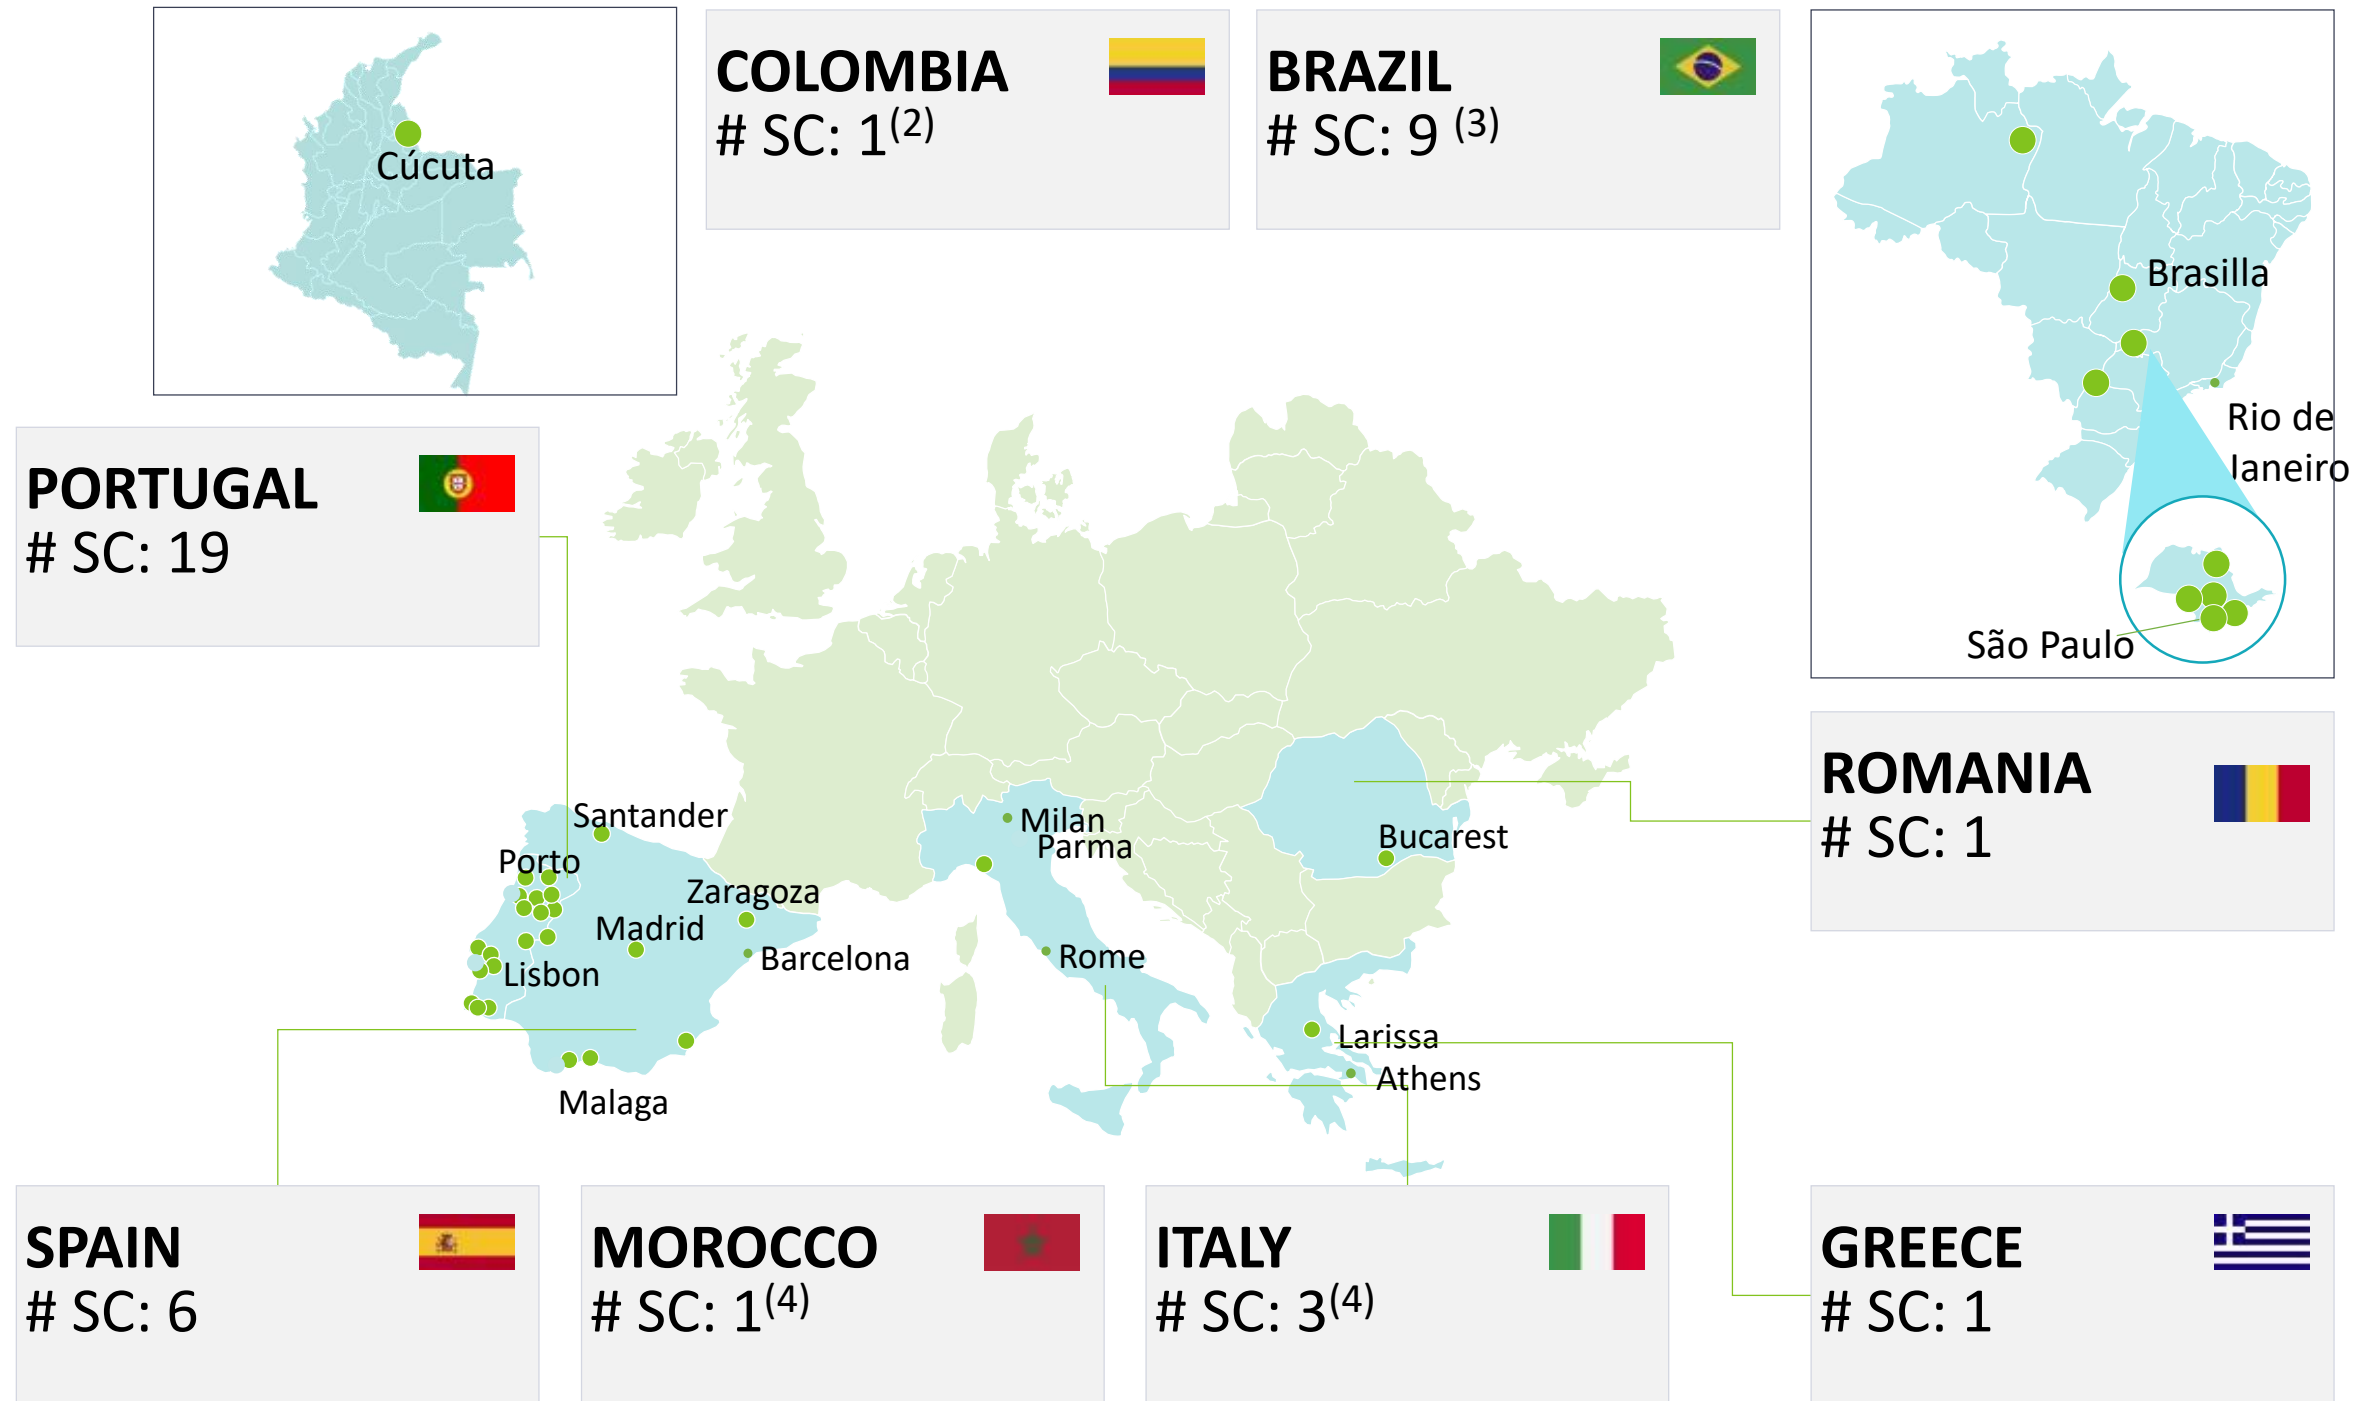 COLOMBIA
# SC: 1(2)
BRAZIL
# SC: 9 (3)
Cúcuta
Brasilla
Rio de
Janeiro
São Paulo
PORTUGAL
# SC: 19
ROMANIA
# SC: 1
Santander
Porto
Zaragoza
Madrid
Barcelona
Lisbon
Malaga
Milan
Parma
Rome
Bucarest
Larissa
Athens
SPAIN
# SC: 6
MOROCCO
# SC: 1(4)
ITALY
# SC: 3(4)
GREECE
# SC: 1